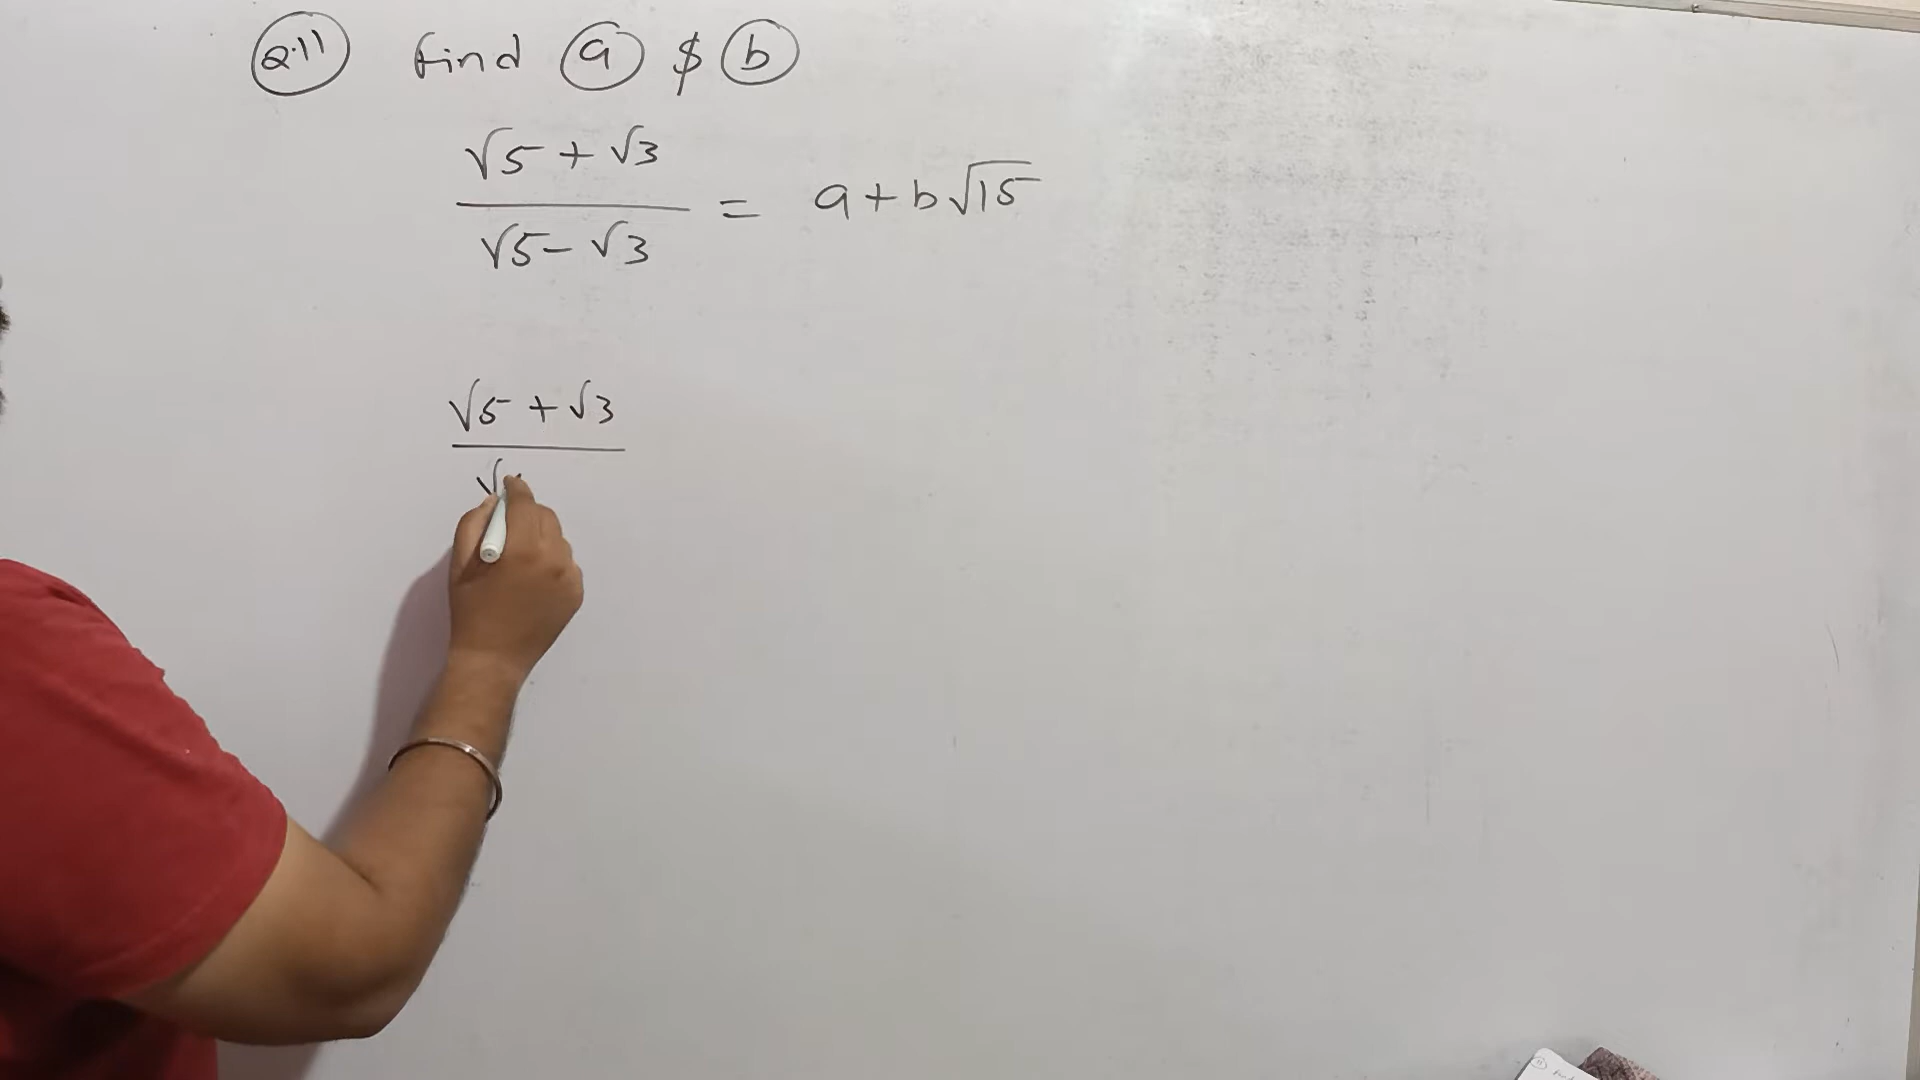 Q.11 find a $ b
√5 + √3
/ √5 - √3 = a + b√15
√5 + √3
/ √